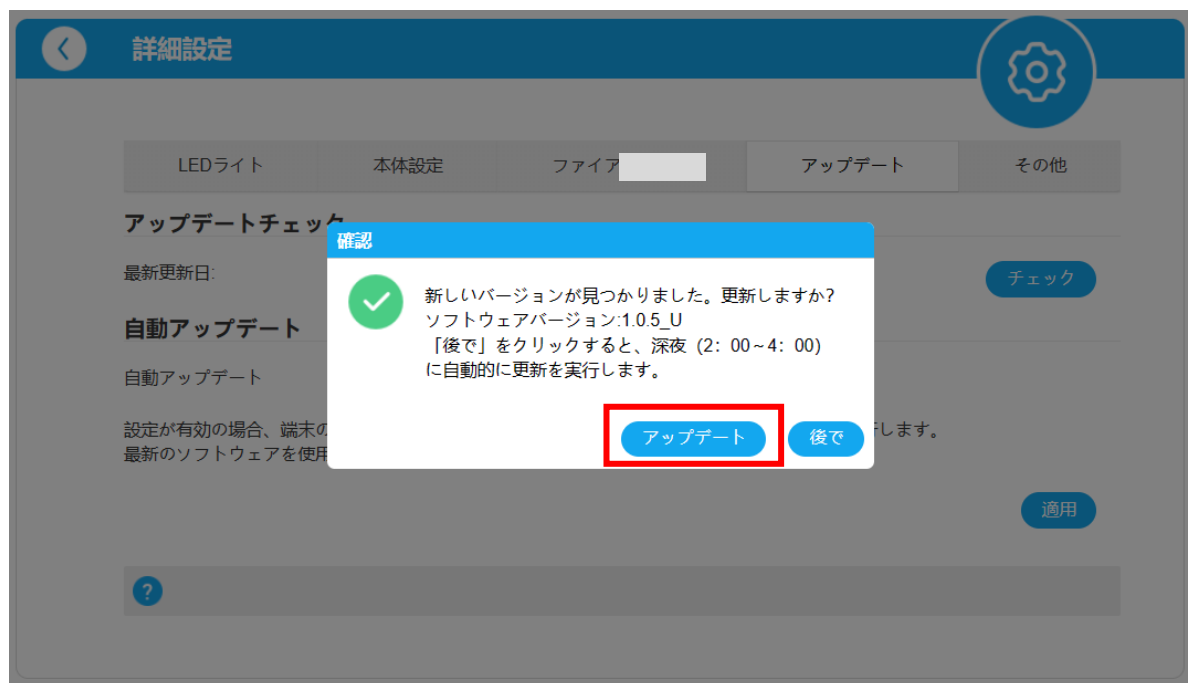 詳細設定
LEDライト 本体設定 ファイア アップデート その他
アップデートチェック
最新更新日: チェック
確認
新しいバージョンが見つかりました。更新しますか?
ソフトウェアバージョン:1.0.5_U
「後で」をクリックすると、深夜 (2: 00~4: 00)
に自動的に更新を実行します。
アップデート 後で
自動アップデート
自動アップデート
設定が有効の場合、端末の します。
最新のソフトウェアを使用
適用
?